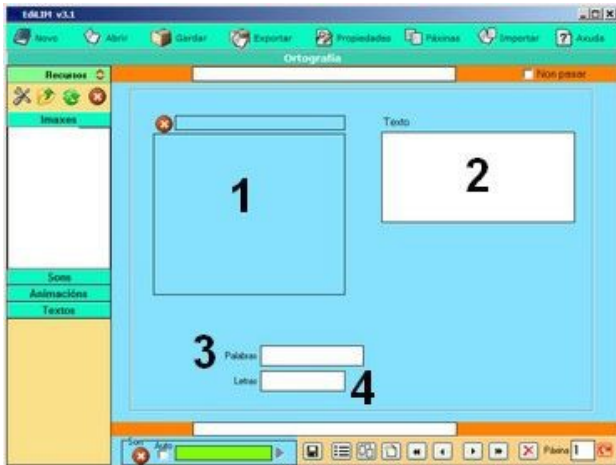 EdiLIM v3.1
Novo Abrir Gardar Exportar Propiedades Páxinas Importar Axuda
Ortografía
Recursos
Non pasar
Imaxes
Texto
1
2
Sons
Animacións
Textos
3
Palabras
Letras
4
Son
Auto
Páxina 1